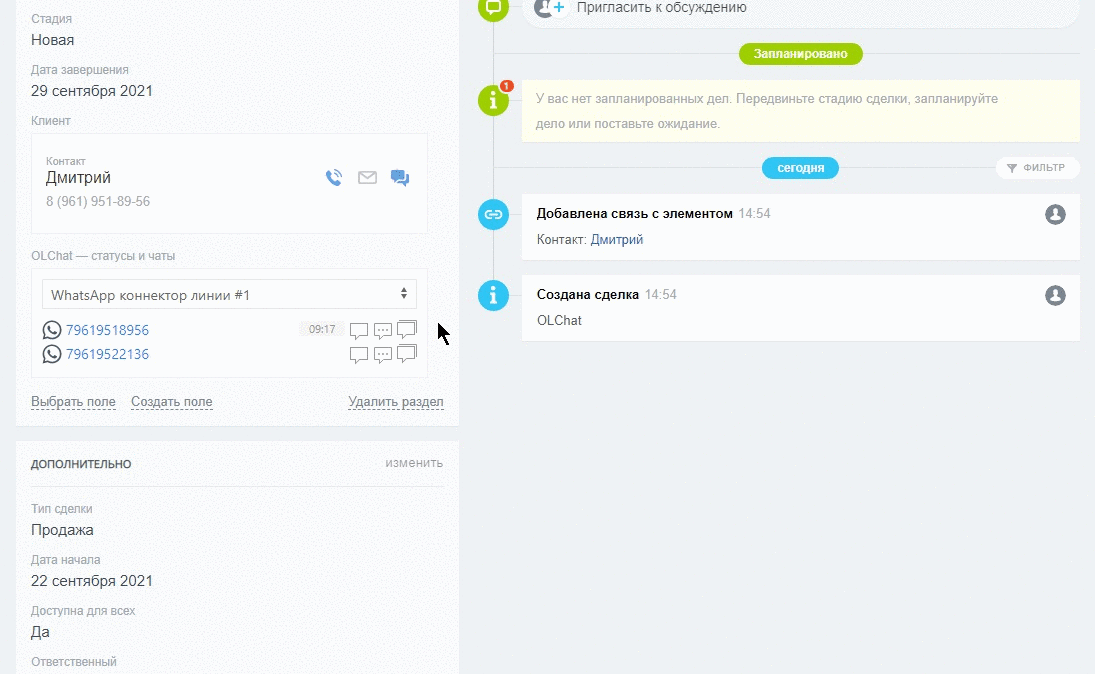 Стадия
Новая
Дата завершения
29 сентября 2021
Клиент
Контакт
Дмитрий
8 (961) 951-89-56
OLChat — статусы и чаты
WhatsApp коннектор линии #1
79619518956 09:17
79619522136
Выбрать поле Создать поле Удалить раздел
ДОПОЛНИТЕЛЬНО изменить
Тип сделки
Продажа
Дата начала
22 сентября 2021
Доступна для всех
Да
Ответственный
Пригласить к обсуждению
Запланировано
1
У вас нет запланированных дел. Передвиньте стадию сделки, запланируйте
дело или поставьте ожидание.
сегодня
ФИЛЬТР
Добавлена связь с элементом 14:54
Контакт: Дмитрий
Создана сделка 14:54
OLChat